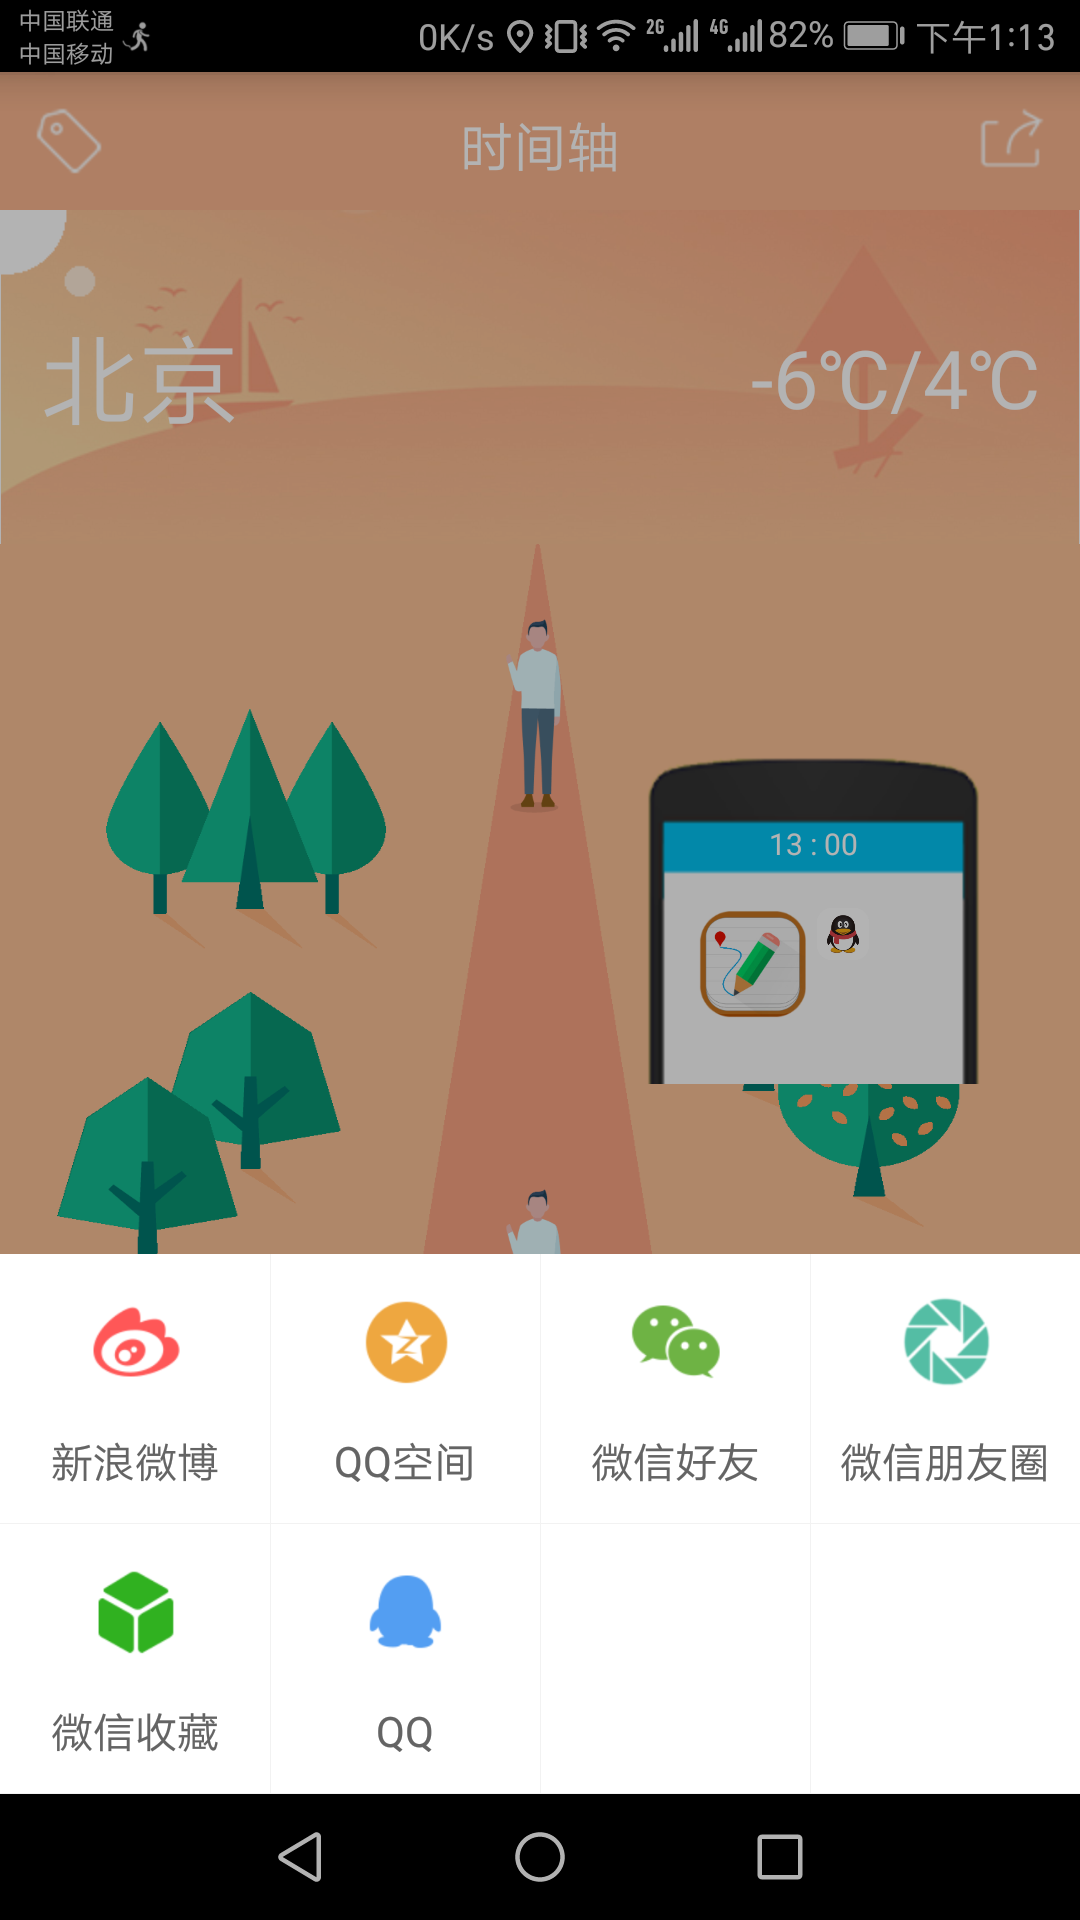 中国联通
中国移动
0K/s 2G 4G 82% 下午1:13
时间轴
北京 -6℃/4℃
13 : 00
新浪微博 QQ空间 微信好友 微信朋友圈
微信收藏 QQ